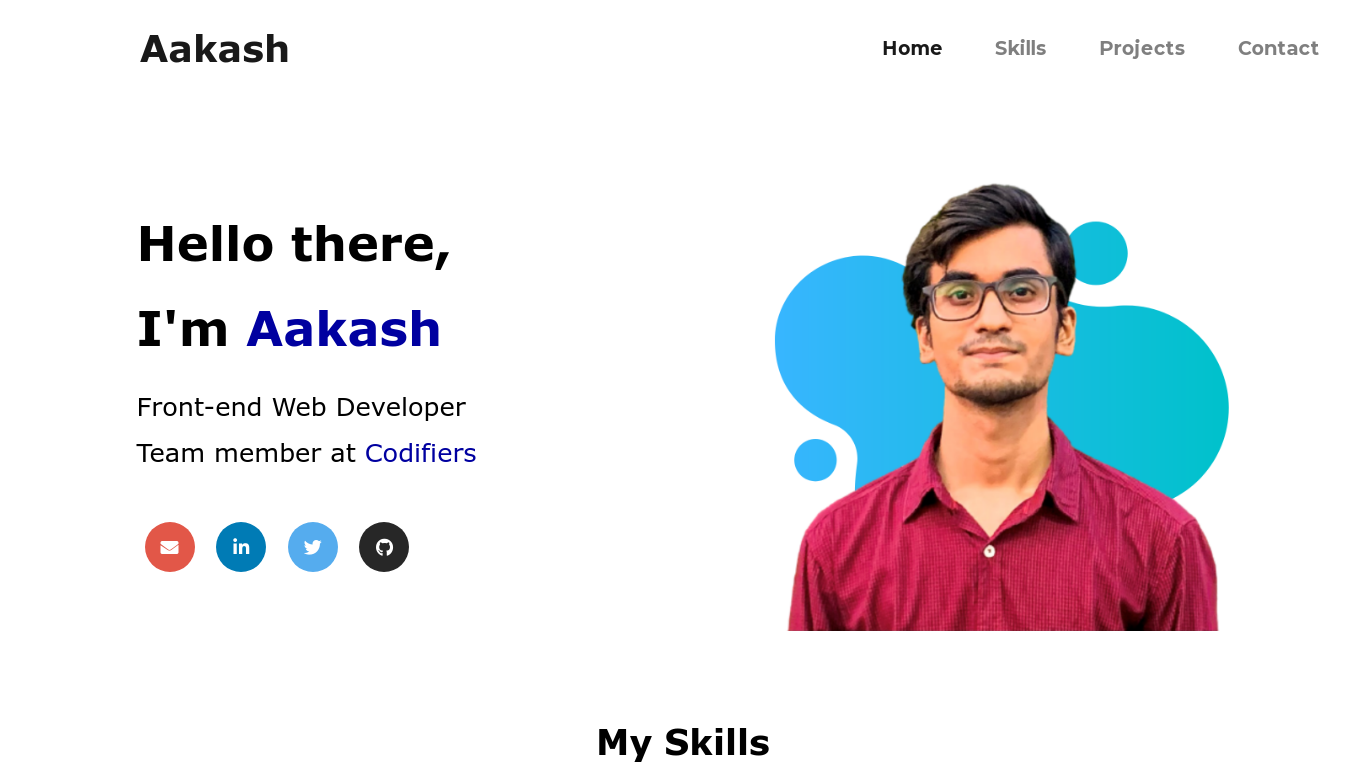 Aakash
Home Skills Projects Contact
Hello there,
I'm Aakash
Front-end Web Developer
Team member at Codifiers
My Skills